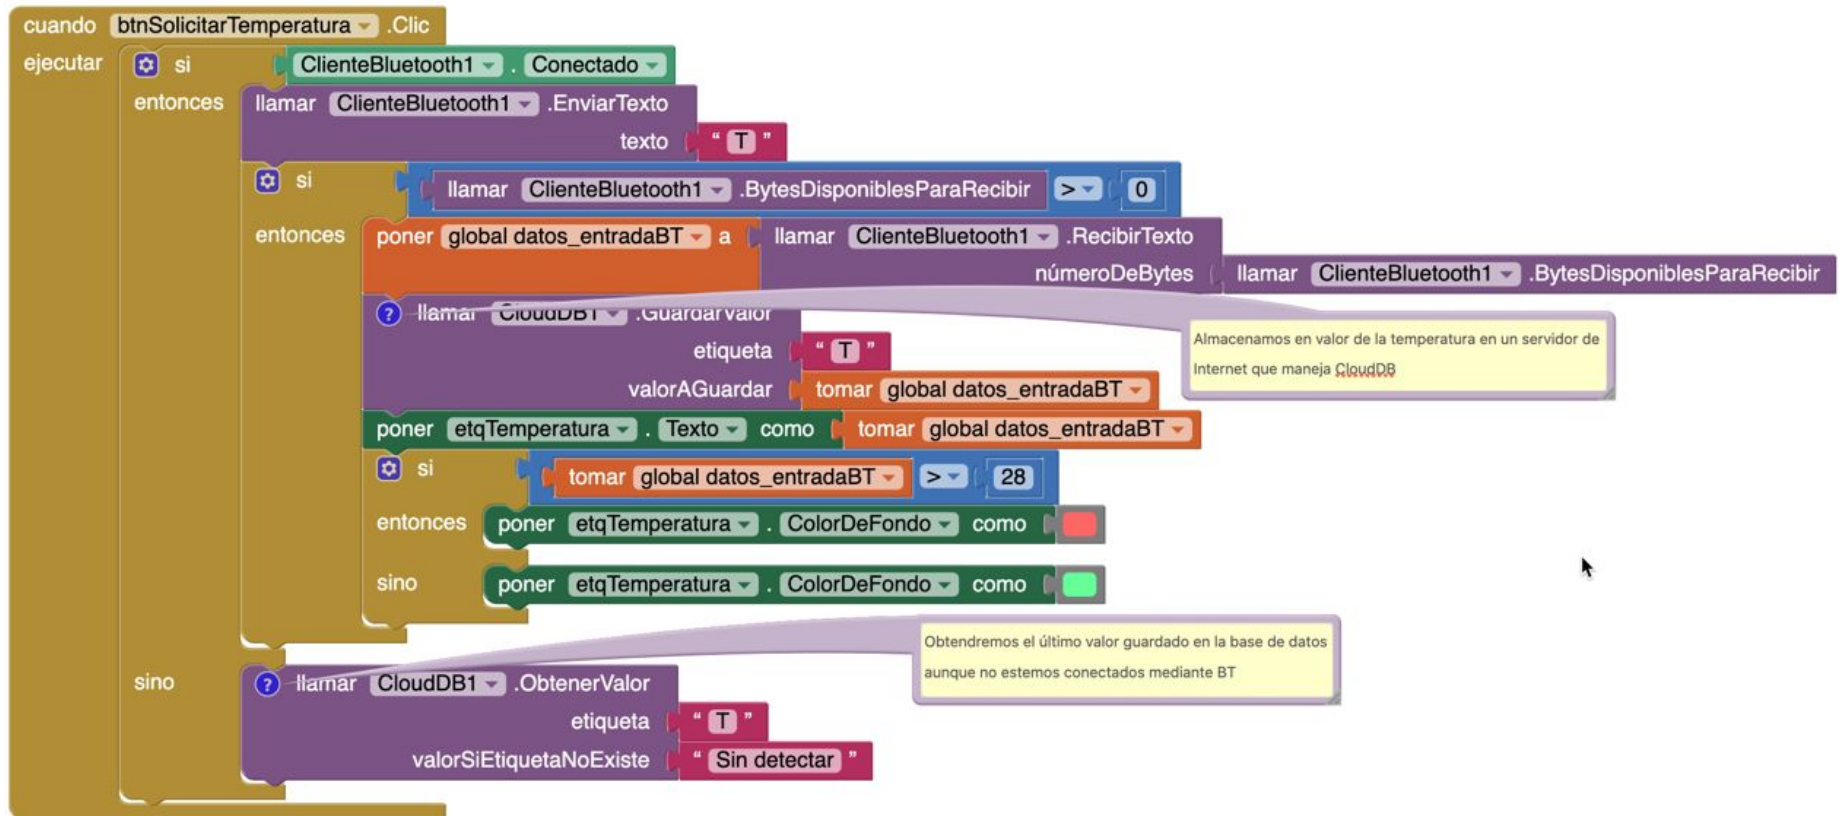 cuando btnSolicitarTemperatura .Clic
ejecutar si ClienteBluetooth1 . Conectado
entonces llamar ClienteBluetooth1 .EnviarTexto
texto " T "
si llamar ClienteBluetooth1 .BytesDisponiblesParaRecibir > 0
entonces poner global datos_entradaBT a llamar ClienteBluetooth1 .RecibirTexto
númeroDeBytes llamar ClienteBluetooth1 .BytesDisponiblesParaRecibir
? llamar CloudDB1 .GuardarValor
etiqueta " T "
valorAGuardar tomar global datos_entradaBT
Almacenamos en valor de la temperatura en un servidor de
Internet que maneja CloudDB
poner etqTemperatura . Texto como tomar global datos_entradaBT
si tomar global datos_entradaBT > 28
entonces poner etqTemperatura . ColorDeFondo como
sino poner etqTemperatura . ColorDeFondo como
Obtendremos el último valor guardado en la base de datos
aunque no estemos conectados mediante BT
sino ? llamar CloudDB1 .ObtenerValor
etiqueta " T "
valorSiEtiquetaNoExiste " Sin detectar "